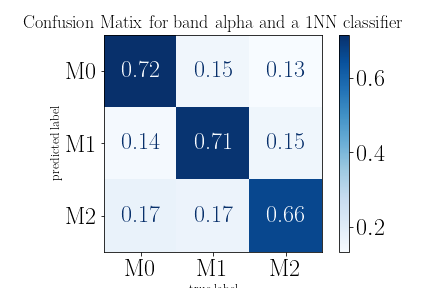 Confusion Matix for band alpha and a 1NN classifier
predicted label
M0 0.72 0.15 0.13
M1 0.14 0.71 0.15
M2 0.17 0.17 0.66
M0 M1 M2
true label
0.6
0.4
0.2